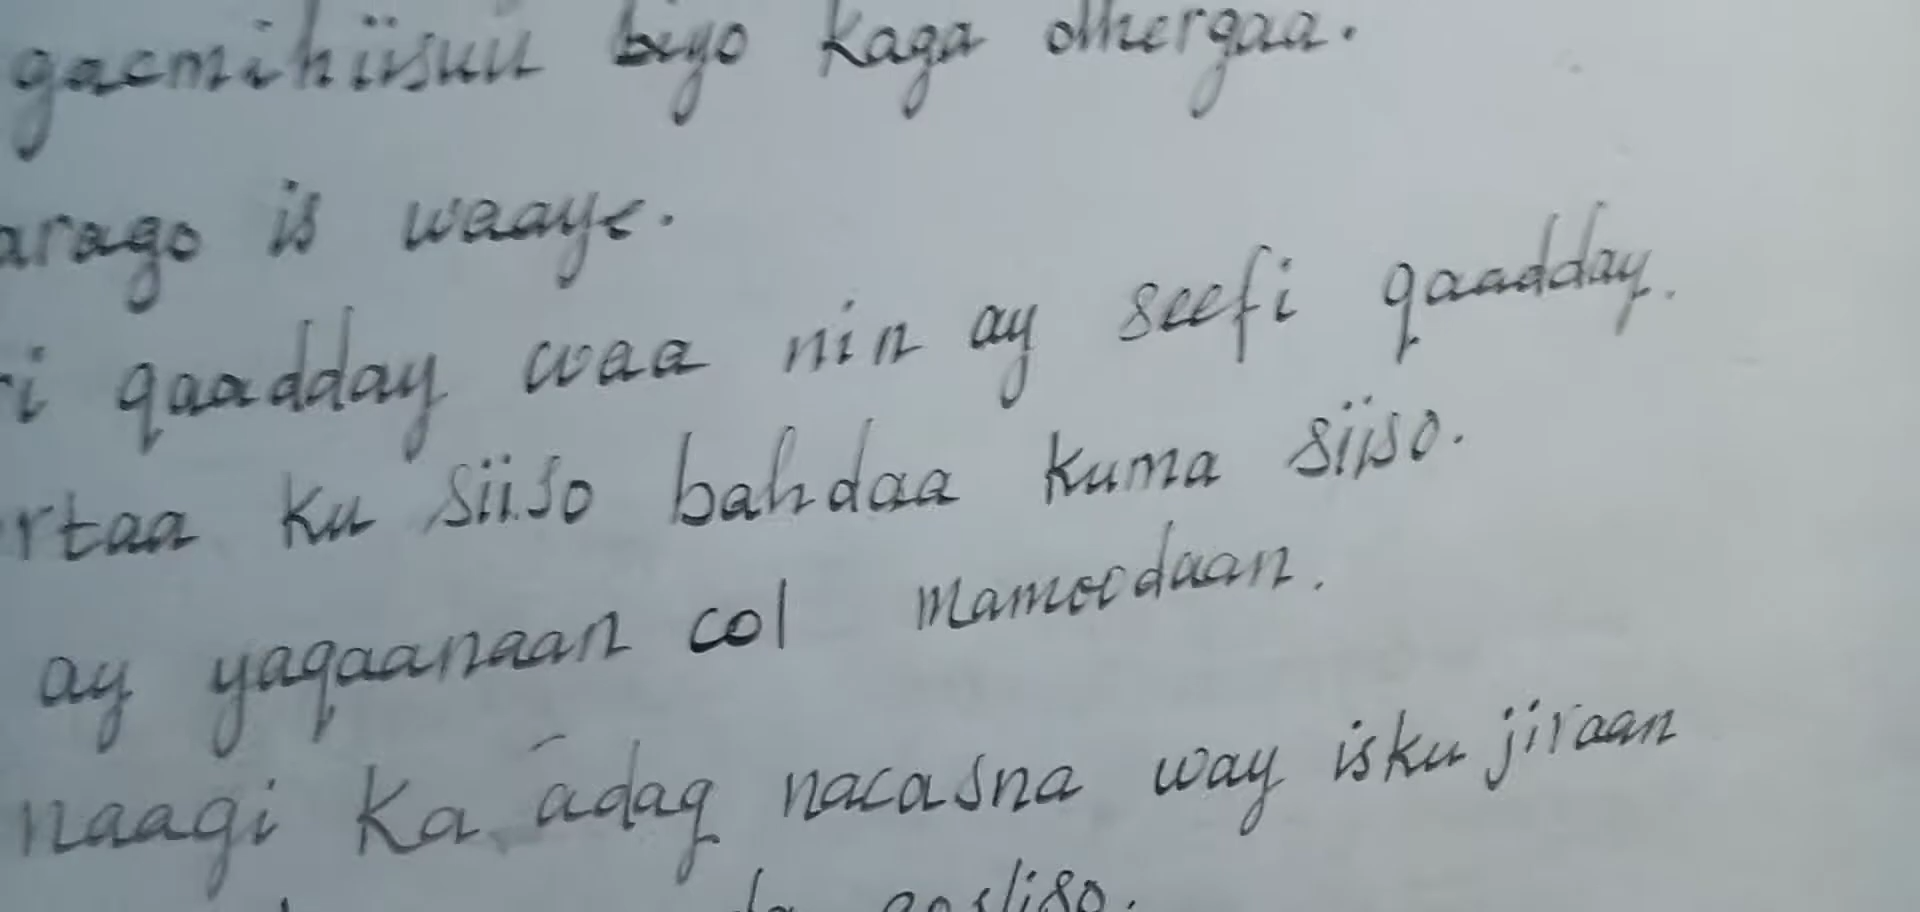 gacmihiisuu biyo kaga dhergaa.
arago is waaye.
i qaadday waa nin ay seefi qaadday.
rtaa ku siiso bahdaa kuma siiso.
ay yaqaanaan col mamoodaan.
naagi ka adag nacasna way isku jiraan